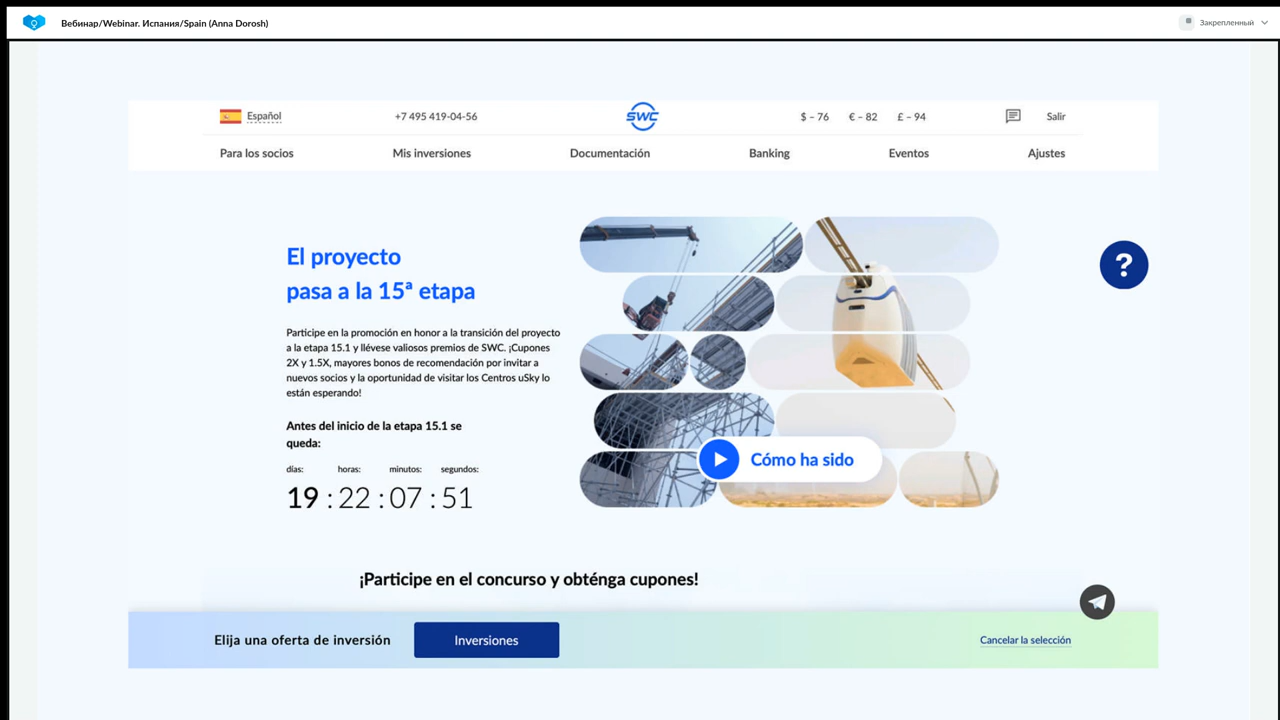 Вебинар/Webinar. Испания/Spain (Anna Dorosh)
Закрепленный
Español
+7 495 419-04-56
SWC
$ – 76 € – 82 £ – 94
Salir
Para los socios
Mis inversiones
Documentación
Banking
Eventos
Ajustes
El proyecto
pasa a la 15ª etapa
Participe en la promoción en honor a la transición del proyecto
a la etapa 15.1 y llévese valiosos premios de SWC. ¡Cupones
2X y 1.5X, mayores bonos de recomendación por invitar a
nuevos socios y la oportunidad de visitar los Centros uSky lo
están esperando!
Antes del inicio de la etapa 15.1 se
queda:
días: horas: minutos: segundos:
19 : 22 : 07 : 51
Cómo ha sido
?
¡Participe en el concurso y obténga cupones!
Elija una oferta de inversión
Inversiones
Cancelar la selección